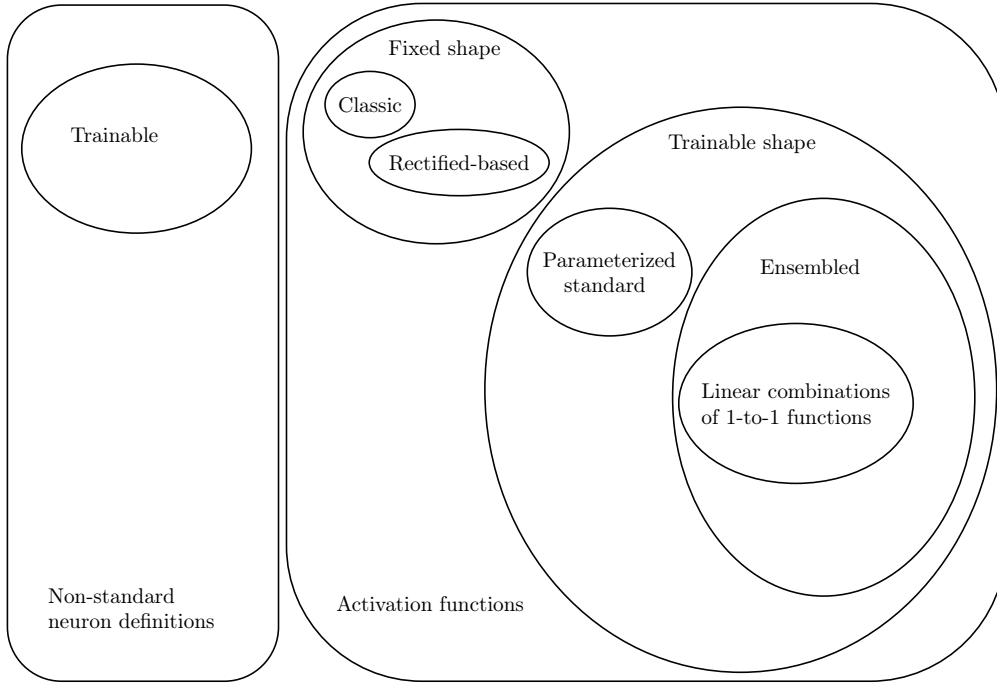 Fixed shape
Classic
Rectified-based
Trainable
Trainable shape
Parameterized
standard
Ensembled
Linear combinations
of 1-to-1 functions
Non-standard
neuron definitions
Activation functions